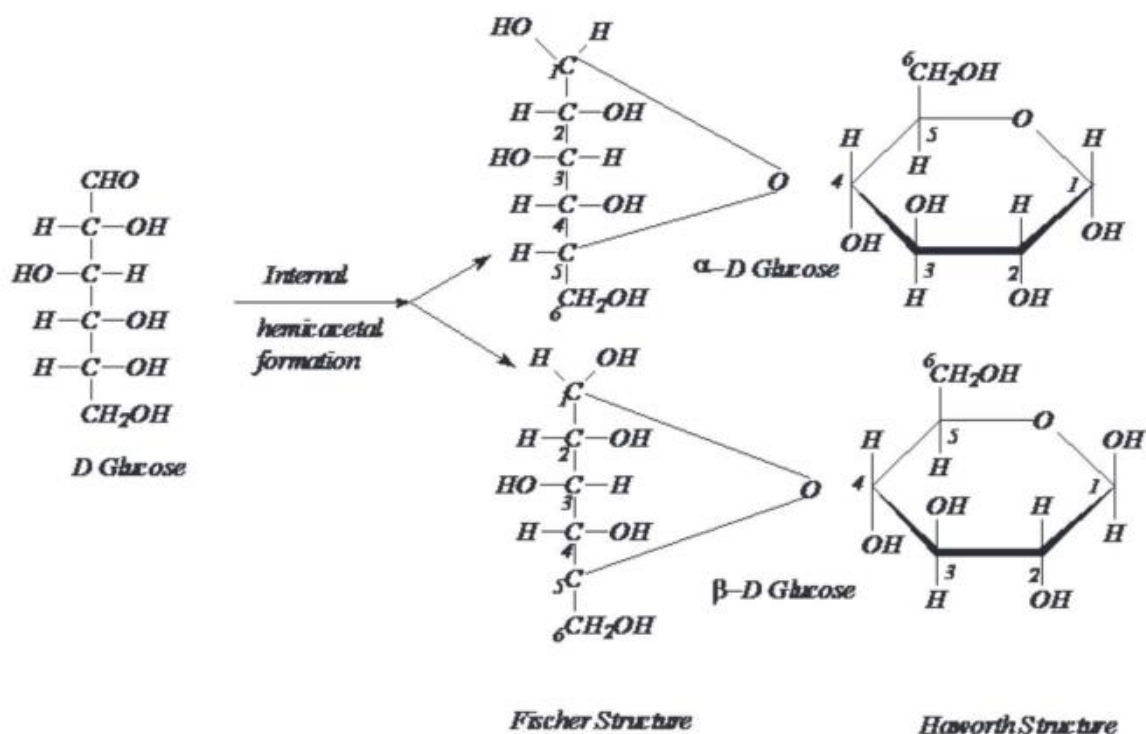 CHO
H–C–OH
HO–C–H
H–C–OH
H–C–OH
CH2OH
D Glucose
Internal
hemicacetal
formation
HO H
1C
H–C–OH
2
HO–C–H
3
H–C–OH
4
H–C
5
6CH2OH
O
α–D Glucose
6CH2OH
O
5
H
H
4
OH
OH
H
3
H
2
OH
H
1
OH
H OH
1C
H–C–OH
2
HO–C–H
3
H–C–OH
4
5C
6CH2OH
O
β–D Glucose
6CH2OH
O
5
H
H
4
OH
OH
H
3
H
2
OH
OH
1
H
Fischer Structure
Haworth Structure